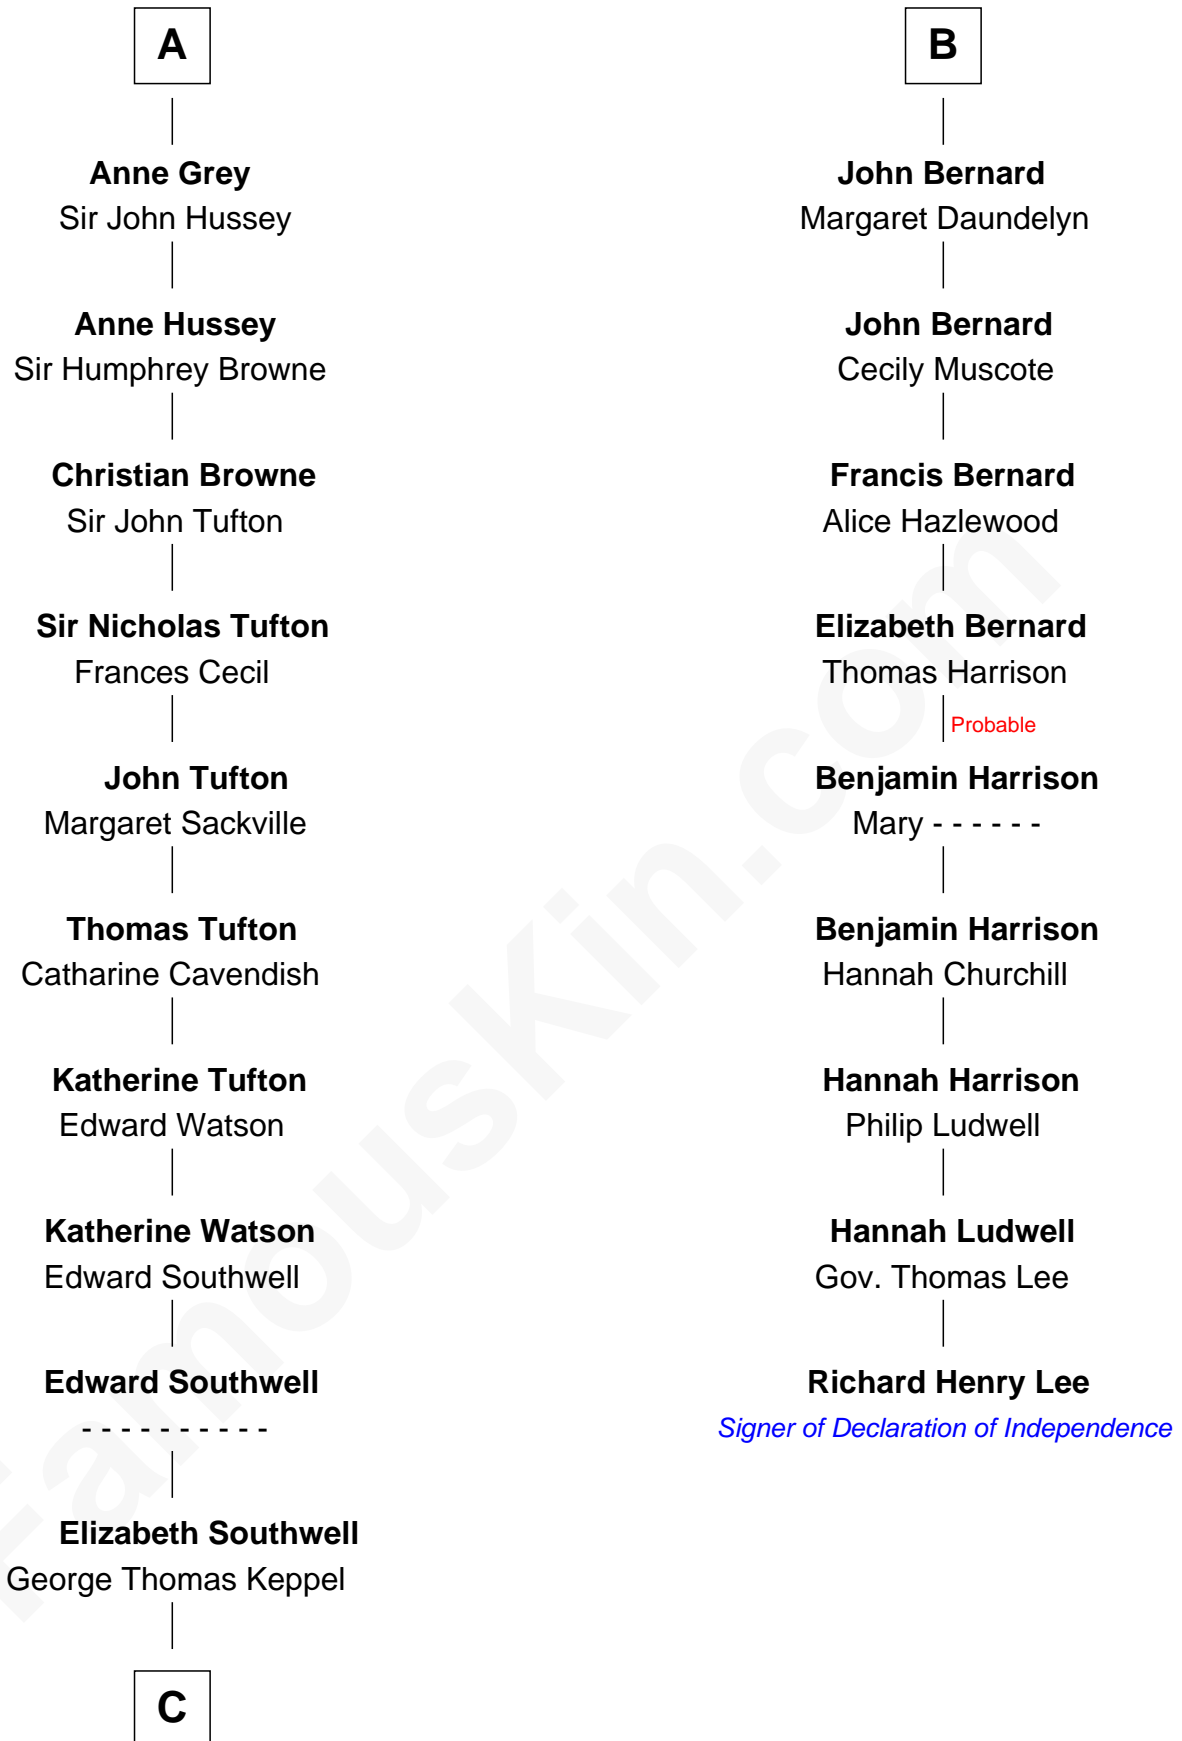 A
Anne Grey
Sir John Hussey
Anne Hussey
Sir Humphrey Browne
Christian Browne
Sir John Tufton
Sir Nicholas Tufton
Frances Cecil
John Tufton
Margaret Sackville
Thomas Tufton
Catharine Cavendish
Katherine Tufton
Edward Watson
Katherine Watson
Edward Southwell
Edward Southwell
- - - - - - - - - -
Elizabeth Southwell
George Thomas Keppel
C
B
John Bernard
Margaret Daundelyn
John Bernard
Cecily Muscote
Francis Bernard
Alice Hazlewood
Elizabeth Bernard
Thomas Harrison
Probable
Benjamin Harrison
Mary - - - - - -
Benjamin Harrison
Hannah Churchill
Hannah Harrison
Philip Ludwell
Hannah Ludwell
Gov. Thomas Lee
Richard Henry Lee
Signer of Declaration of Independence
FamousKin.com